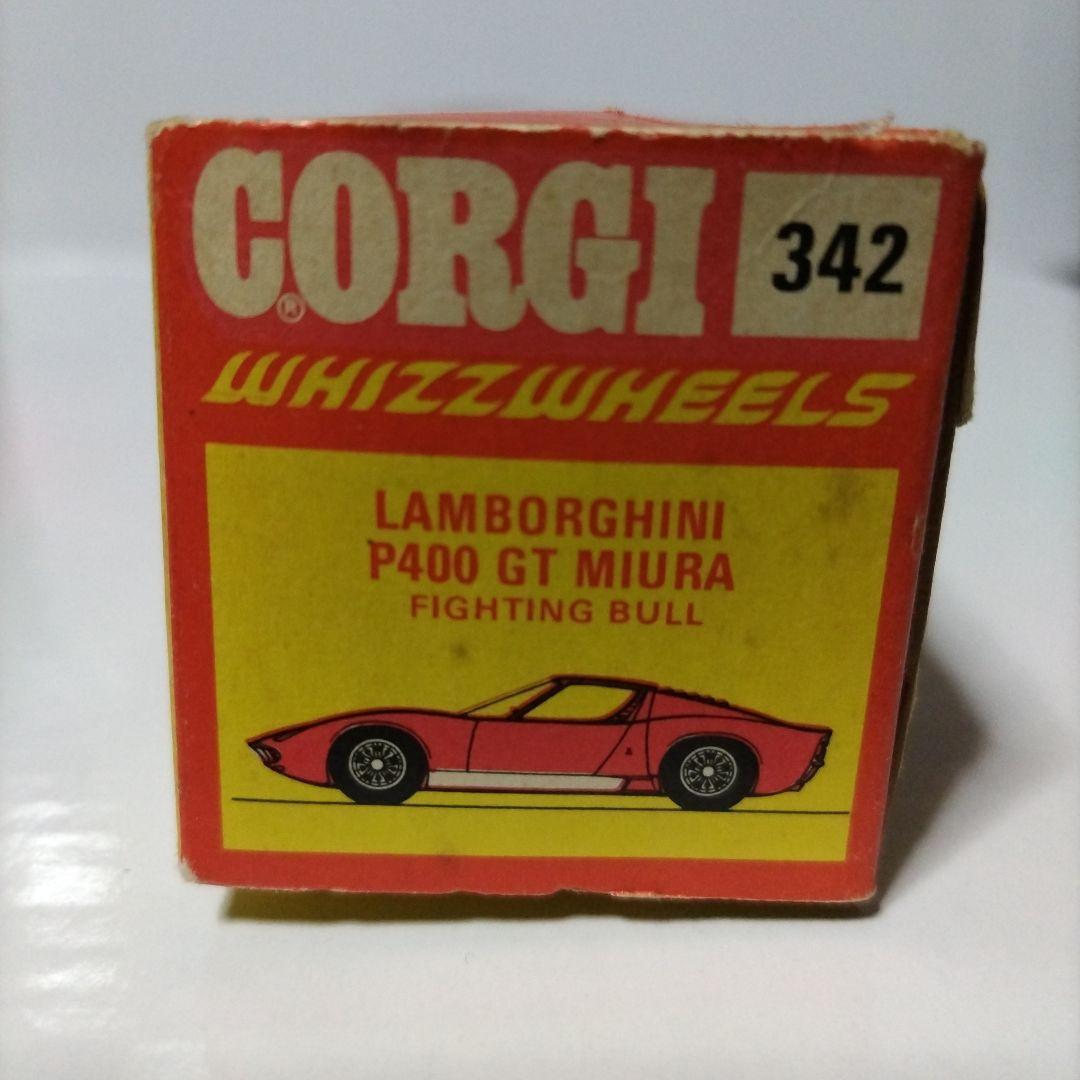 CORGI® 342
WHIZZWHEELS
LAMBORGHINI
P400 GT MIURA
FIGHTING BULL